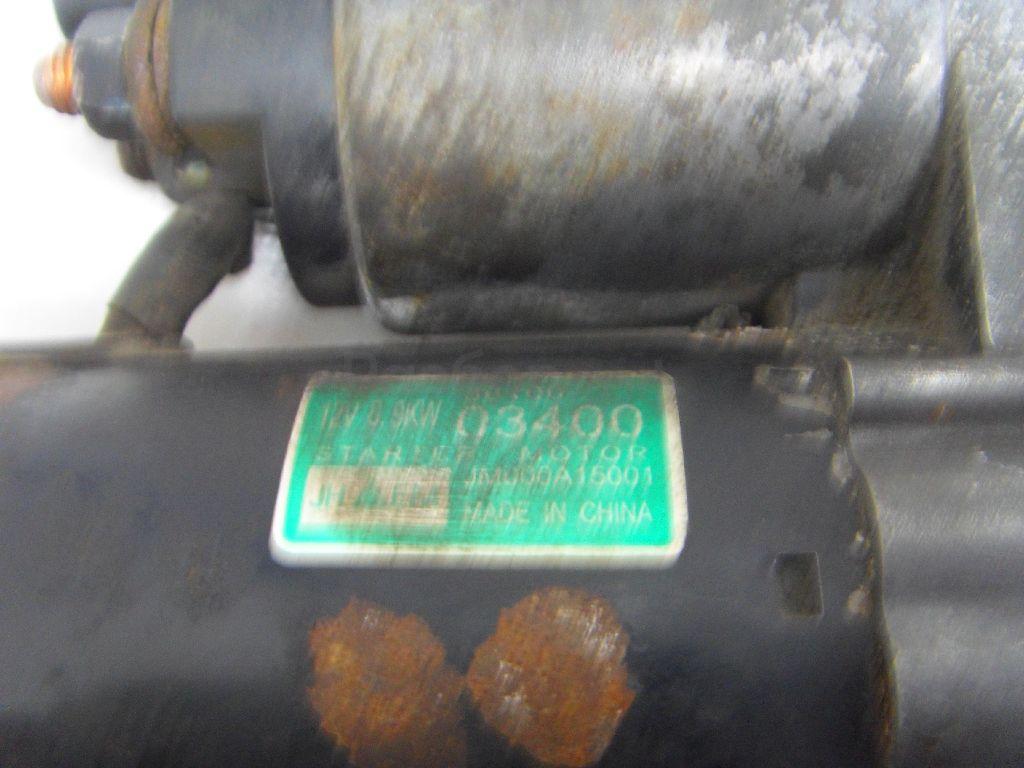 12V 0.9KW 03400
STARTER MOTOR
JM000A15001
MADE IN CHINA